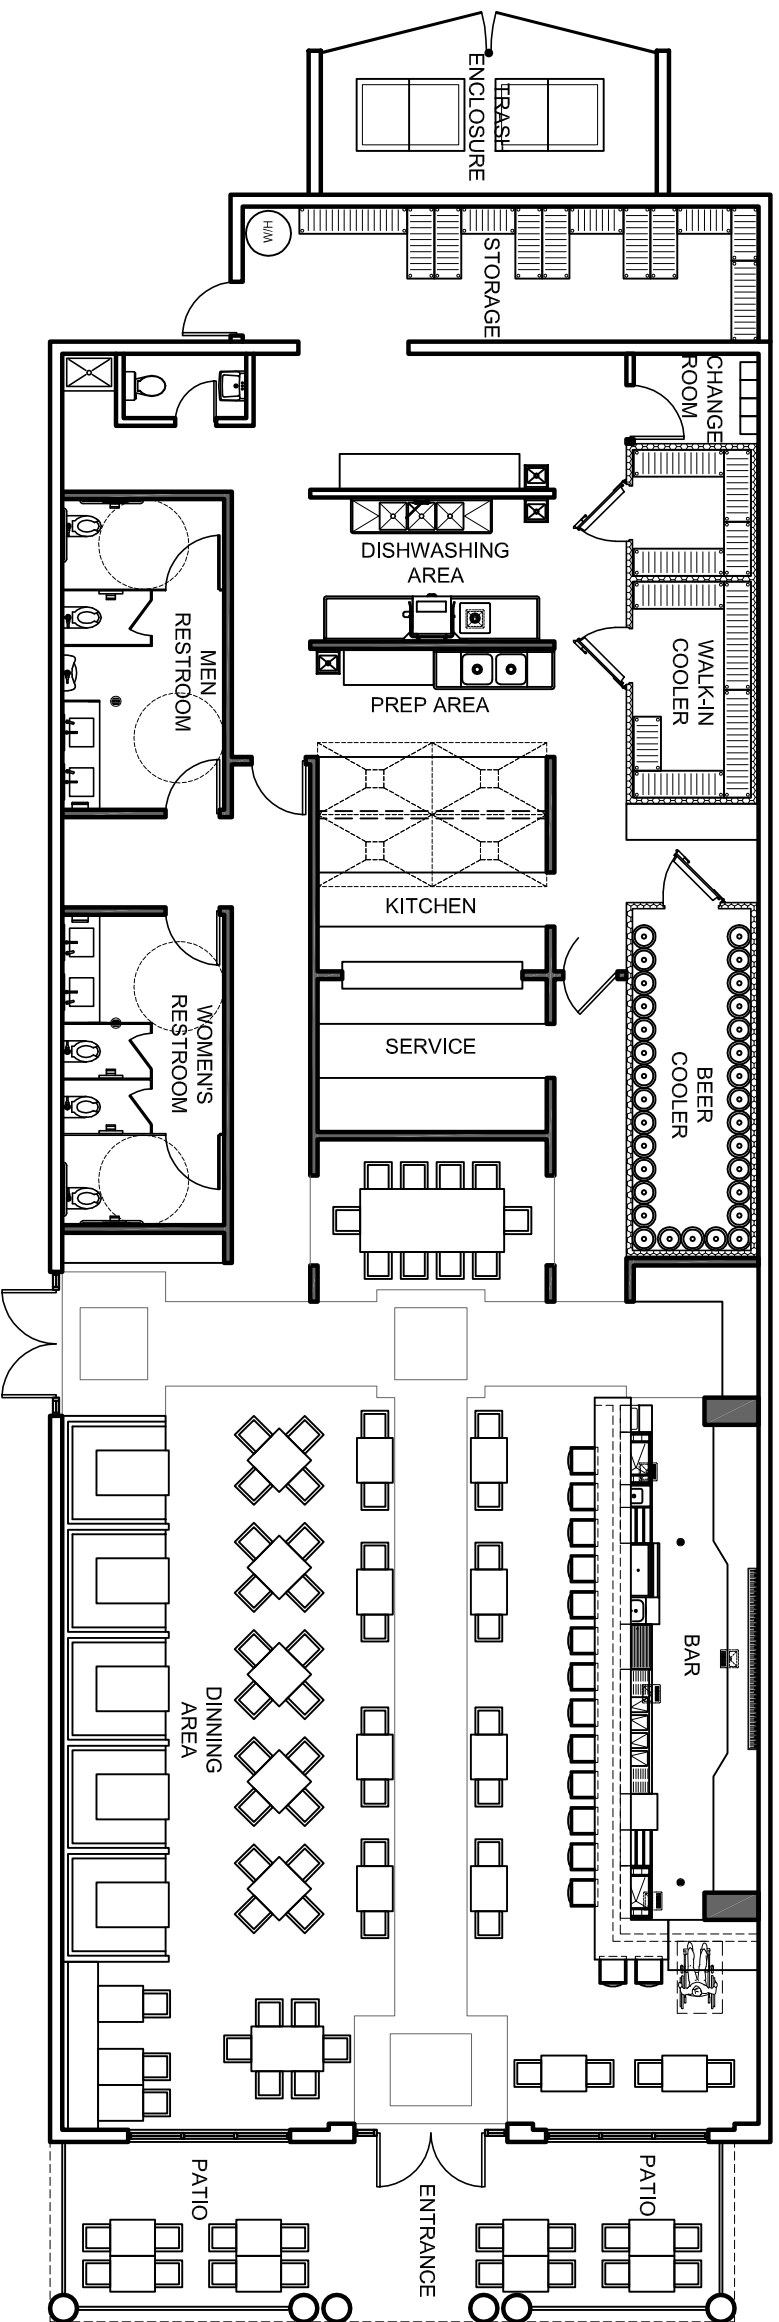 TRASH
ENCLOSURE
W/H
STORAGE
CHANGE
ROOM
DISHWASHING
AREA
MEN
RESTROOM
WALK-IN
COOLER
PREP AREA
KITCHEN
WOMEN'S
RESTROOM
SERVICE
BEER
COOLER
BAR
DINNING
AREA
PATIO
ENTRANCE
PATIO